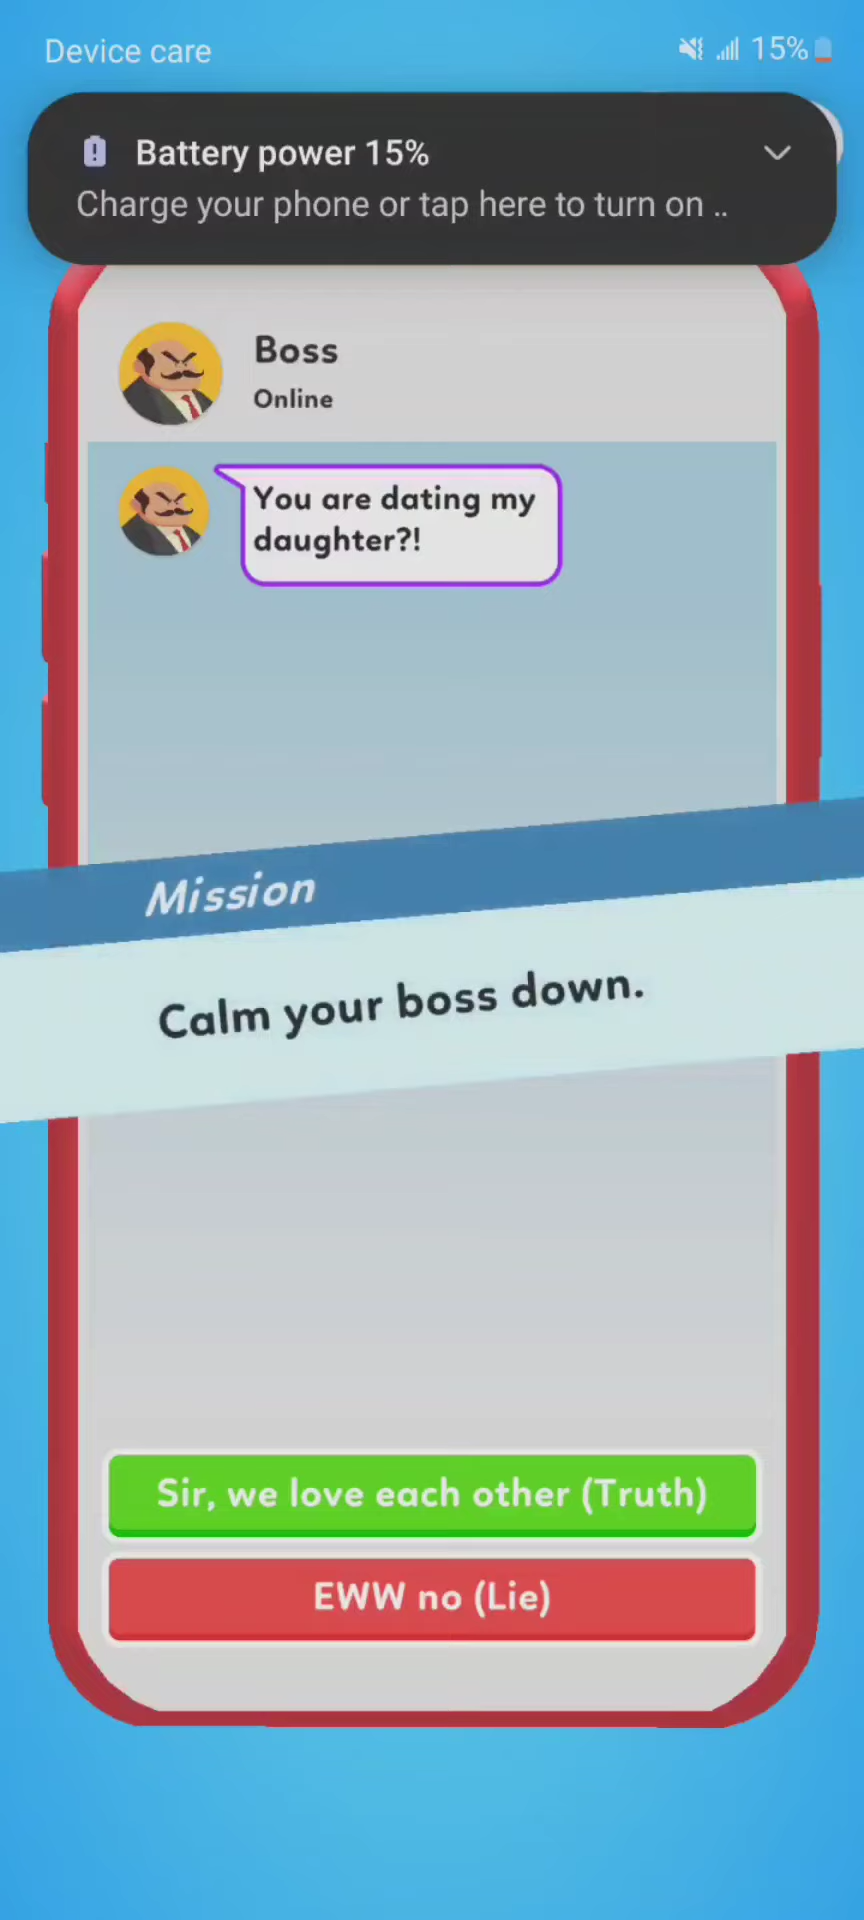 Device care
15%
Battery power 15%
Charge your phone or tap here to turn on ..
Boss
Online
You are dating my
daughter?!
Mission
Calm your boss down.
Sir, we love each other (Truth)
EWW no (Lie)